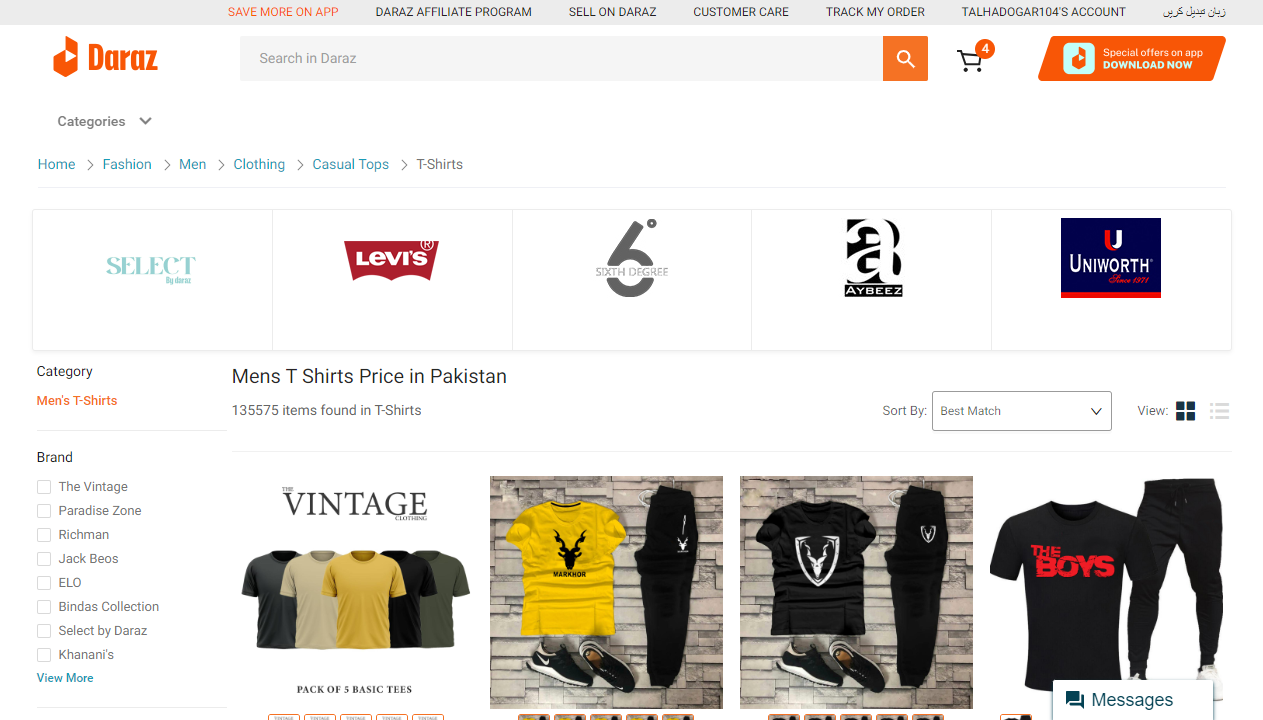 SAVE MORE ON APP DARAZ AFFILIATE PROGRAM SELL ON DARAZ CUSTOMER CARE TRACK MY ORDER TALHADOGAR104'S ACCOUNT زبان تبدیل کریں
Daraz
Search in Daraz
4
Special offers on app
DOWNLOAD NOW
Categories
Home Fashion Men Clothing Casual Tops T-Shirts
SELECT
By daraz
LEVI'S®
6°
SIXTH DEGREE
a
AYBEEZ
U
UNIWORTH
Since 1971
Category
Men's T-Shirts
Mens T Shirts Price in Pakistan
135575 items found in T-Shirts
Sort By: Best Match
View:
Brand
The Vintage
Paradise Zone
Richman
Jack Beos
ELO
Bindas Collection
Select by Daraz
Khanani's
View More
THE
VINTAGE
CLOTHING
PACK OF 5 BASIC TEES
MARKHOR
THE
BOYS
Messages